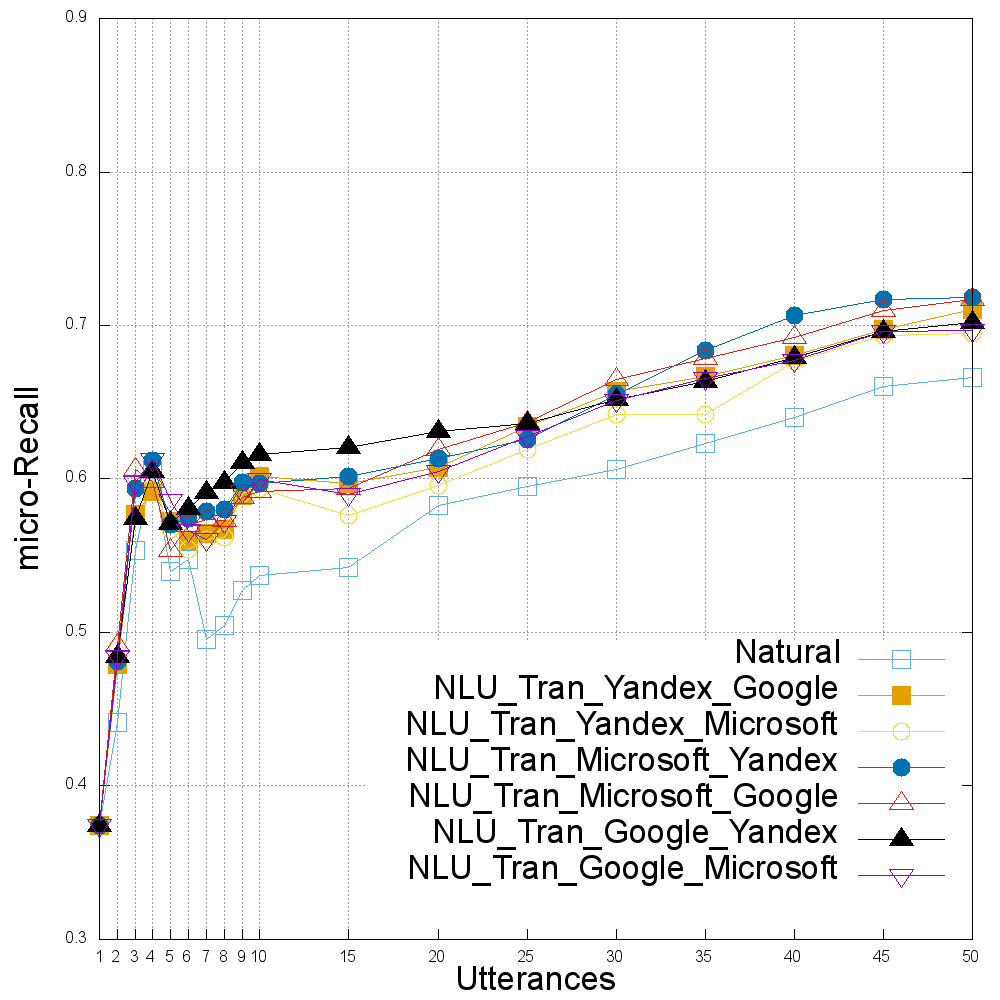 0.9
0.8
0.7
0.6
0.5
0.4
0.3
micro-Recall
Natural
NLU_Tran_Yandex_Google
NLU_Tran_Yandex_Microsoft
NLU_Tran_Microsoft_Yandex
NLU_Tran_Microsoft_Google
NLU_Tran_Google_Yandex
NLU_Tran_Google_Microsoft
1 2 3 4 5 6 7 8 9 10 15 20 25 30 35 40 45 50
Utterances